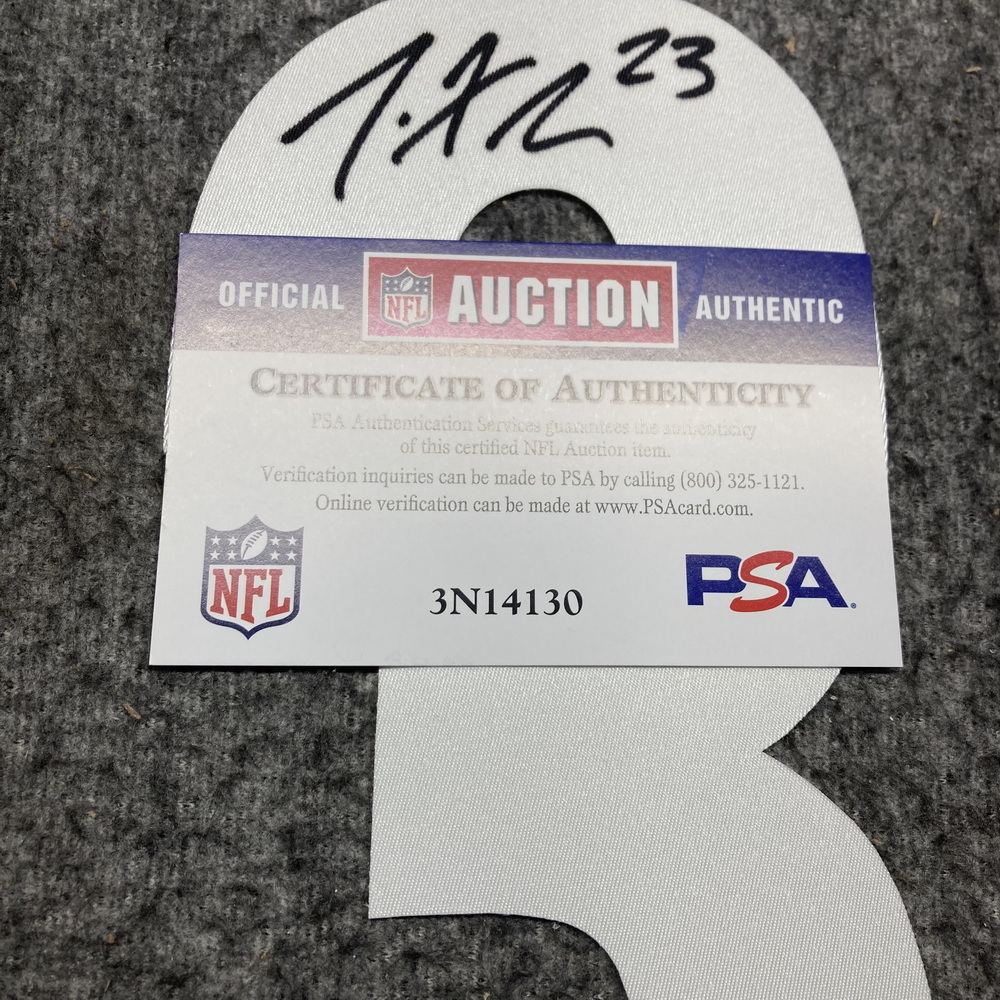 23
OFFICIAL NFL AUCTION AUTHENTIC
CERTIFICATE OF AUTHENTICITY
PSA Authentication Services guarantees the authenticity
of this certified NFL Auction item.
Verification inquiries can be made to PSA by calling (800) 325-1121.
Online verification can be made at www.PSAcard.com.
NFL
3N14130
PSA